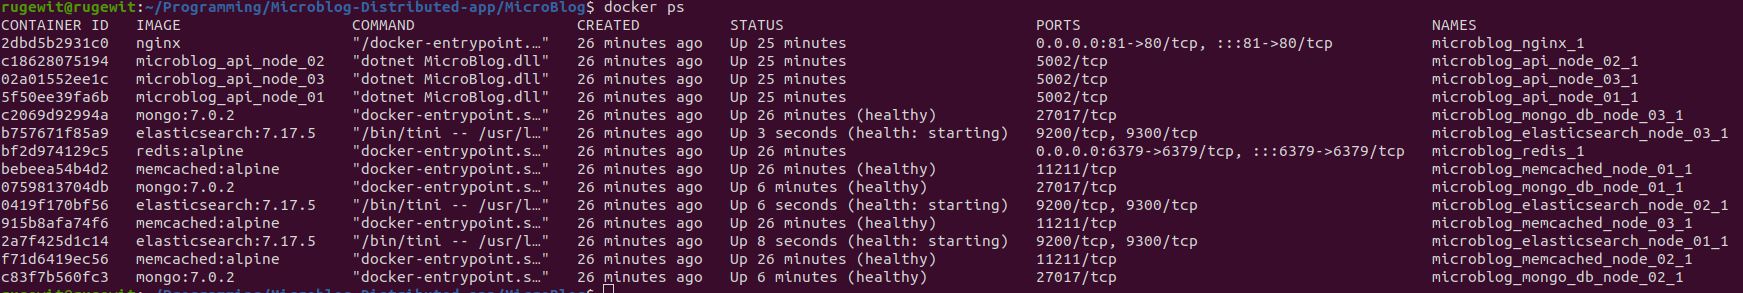 rugewit@rugewit:~/Programming/Microblog-Distributed-app/MicroBlog$ docker ps
CONTAINER ID   IMAGE                  COMMAND                  CREATED          STATUS                            PORTS                                       NAMES
2dbd5b2931c0   nginx                  "/docker-entrypoint.…"   26 minutes ago   Up 25 minutes                     0.0.0.0:81->80/tcp, :::81->80/tcp           microblog_nginx_1
c18628075194   microblog_api_node_02   "dotnet MicroBlog.dll"   26 minutes ago   Up 25 minutes                     5002/tcp                                    microblog_api_node_02_1
02a01552ee1c   microblog_api_node_03   "dotnet MicroBlog.dll"   26 minutes ago   Up 25 minutes                     5002/tcp                                    microblog_api_node_03_1
5f50ee39fa6b   microblog_api_node_01   "dotnet MicroBlog.dll"   26 minutes ago   Up 25 minutes                     5002/tcp                                    microblog_api_node_01_1
c2069d92994a   mongo:7.0.2            "docker-entrypoint.s…"   26 minutes ago   Up 26 minutes (healthy)           27017/tcp                                   microblog_mongo_db_node_03_1
b757671f85a9   elasticsearch:7.17.5   "/bin/tini -- /usr/l…"   26 minutes ago   Up 3 seconds (health: starting)   9200/tcp, 9300/tcp                          microblog_elasticsearch_node_03_1
bf2d974129c5   redis:alpine           "docker-entrypoint.s…"   26 minutes ago   Up 26 minutes                     0.0.0.0:6379->6379/tcp, :::6379->6379/tcp   microblog_redis_1
bebeea54b4d2   memcached:alpine       "docker-entrypoint.s…"   26 minutes ago   Up 26 minutes (healthy)           11211/tcp                                   microblog_memcached_node_01_1
0759813704db   mongo:7.0.2            "docker-entrypoint.s…"   26 minutes ago   Up 6 minutes (healthy)            27017/tcp                                   microblog_mongo_db_node_01_1
0419f170bf56   elasticsearch:7.17.5   "/bin/tini -- /usr/l…"   26 minutes ago   Up 6 seconds (health: starting)   9200/tcp, 9300/tcp                          microblog_elasticsearch_node_02_1
915b8afa74f6   memcached:alpine       "docker-entrypoint.s…"   26 minutes ago   Up 26 minutes (healthy)           11211/tcp                                   microblog_memcached_node_03_1
2a7f425d1c14   elasticsearch:7.17.5   "/bin/tini -- /usr/l…"   26 minutes ago   Up 8 seconds (health: starting)   9200/tcp, 9300/tcp                          microblog_elasticsearch_node_01_1
f71d6419ec56   memcached:alpine       "docker-entrypoint.s…"   26 minutes ago   Up 26 minutes (healthy)           11211/tcp                                   microblog_memcached_node_02_1
c83f7b560fc3   mongo:7.0.2            "docker-entrypoint.s…"   26 minutes ago   Up 6 minutes (healthy)            27017/tcp                                   microblog_mongo_db_node_02_1
rugewit@rugewit:~/Programming/Microblog-Distributed-app/MicroBlog$